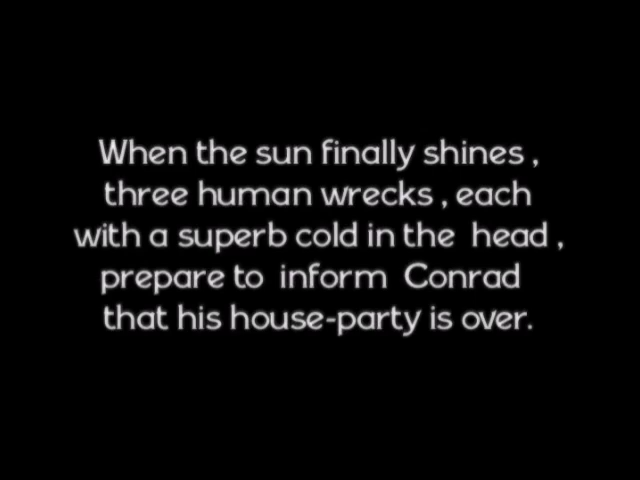 When the sun finally shines ,
three human wrecks , each
with a superb cold in the head ,
prepare to inform Conrad
that his house-party is over.